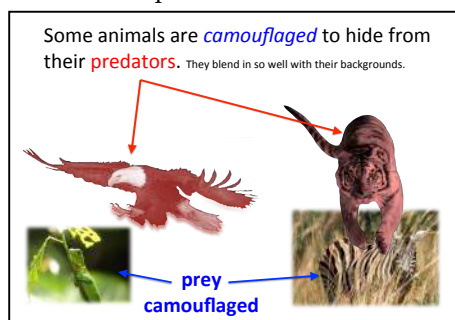 Some animals are camouflaged to hide from
their predators. They blend in so well with their backgrounds.
prey
camouflaged